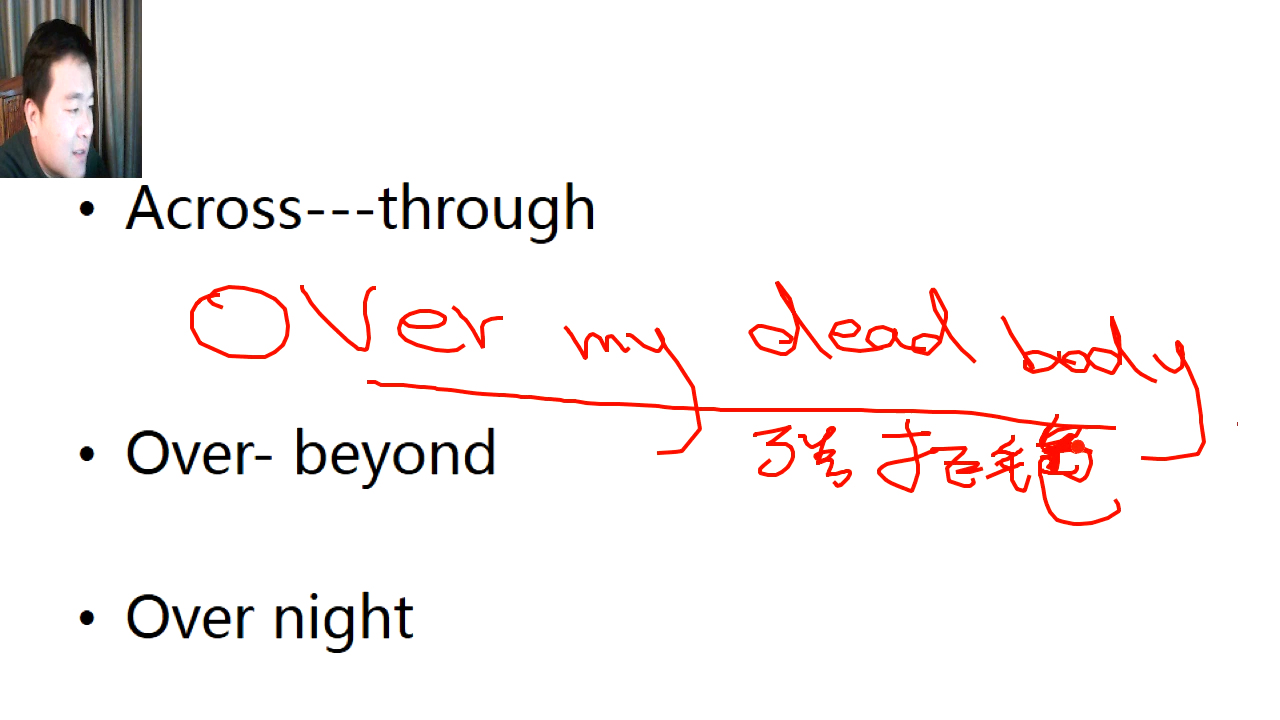 Across---through
Over my dead body
Over- beyond
Over night